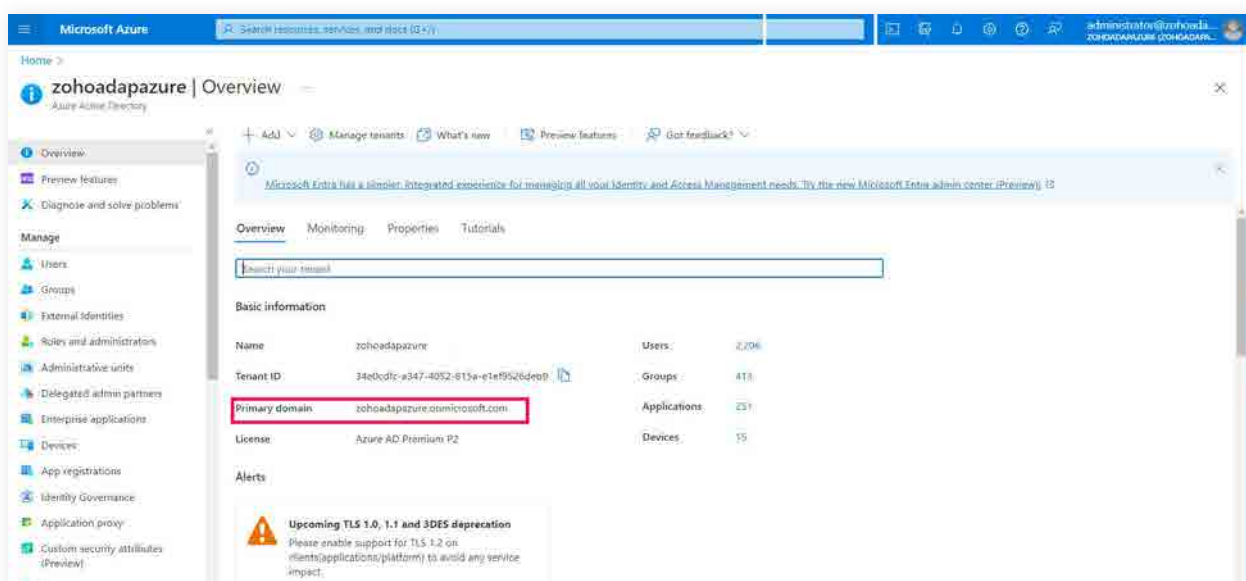 Microsoft Azure
Search resources, services, and docs (G+/)
administrator@zohoada...
ZOHOADAPAZURE (ZOHOADAPA...
Home >
zohoadapazure | Overview
Azure Active Directory
Add
Manage tenants
What's new
Preview features
Got feedback?
Overview
Preview features
Diagnose and solve problems
Manage
Users
Groups
External Identities
Roles and administrators
Administrative units
Delegated admin partners
Enterprise applications
Devices
App registrations
Identity Governance
Application proxy
Custom security attributes
(Preview)
Microsoft Entra has a simpler, integrated experience for managing all your Identity and Access Management needs. Try the new Microsoft Entra admin center (Preview)
Overview Monitoring Properties Tutorials
Search your tenant
Basic information
Name zohoadapazure Users 2,206
Tenant ID Groups
Primary domain zohoadapazure.onmicrosoft.com Applications 251
License Azure AD Premium P2 Devices 15
Alerts
Upcoming TLS 1.0, 1.1 and 3DES deprecation
Please enable support for TLS 1.2 on
clients(applications/platform) to avoid any service
impact.